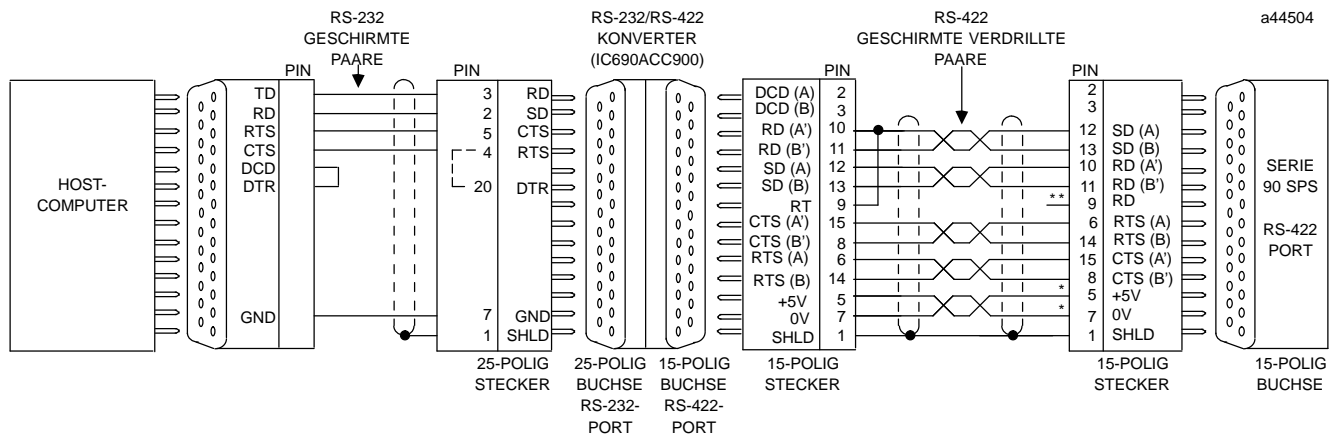 RS-232
GESCHIRMTE
PAARE
RS-232/RS-422
KONVERTER
(IC690ACC900)
RS-422
GESCHIRMTE VERDRILLTE
PAARE
a44504
HOST-
COMPUTER
PIN
TD
RD
RTS
CTS
DCD
DTR
GND
PIN
3 RD
2 SD
5 CTS
4 RTS
20 DTR
7 GND
1 SHLD
25-POLIG
STECKER
25-POLIG
BUCHSE
RS-232-
PORT
15-POLIG
BUCHSE
RS-422-
PORT
PIN
DCD (A) 2
DCD (B) 3
RD (A') 10
RD (B') 11
SD (A) 12
SD (B) 13
RT 9
CTS (A') 15
CTS (B') 8
RTS (A) 6
RTS (B) 14
+5V 5
0V 7
SHLD 1
15-POLIG
STECKER
PIN
2
3
12 SD (A)
13 SD (B)
10 RD (A')
11 RD (B')
** 9 RD
6 RTS (A)
14 RTS (B)
15 CTS (A')
8 CTS (B')
* 5 +5V
* 7 0V
1 SHLD
15-POLIG
STECKER
SERIE
90 SPS
RS-422
PORT
15-POLIG
BUCHSE